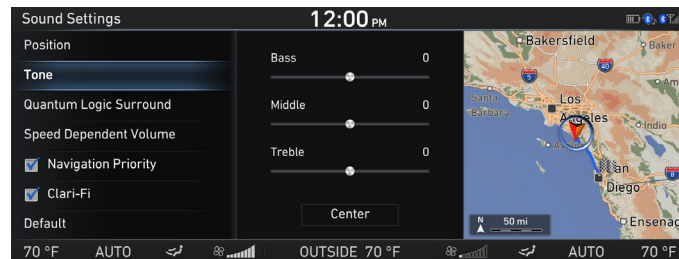 Sound Settings
12:00 PM
Position
Tone
Quantum Logic Surround
Speed Dependent Volume
Navigation Priority
Clari-Fi
Default
Bass 0
Middle 0
Treble 0
Center
Bakersfield
Baker
40
5
Santa
Barbara
Los
Angeles
Indio
San
Diego
8
Ensenad
N 50 mi
70 °F AUTO OUTSIDE 70 °F AUTO 70 °F